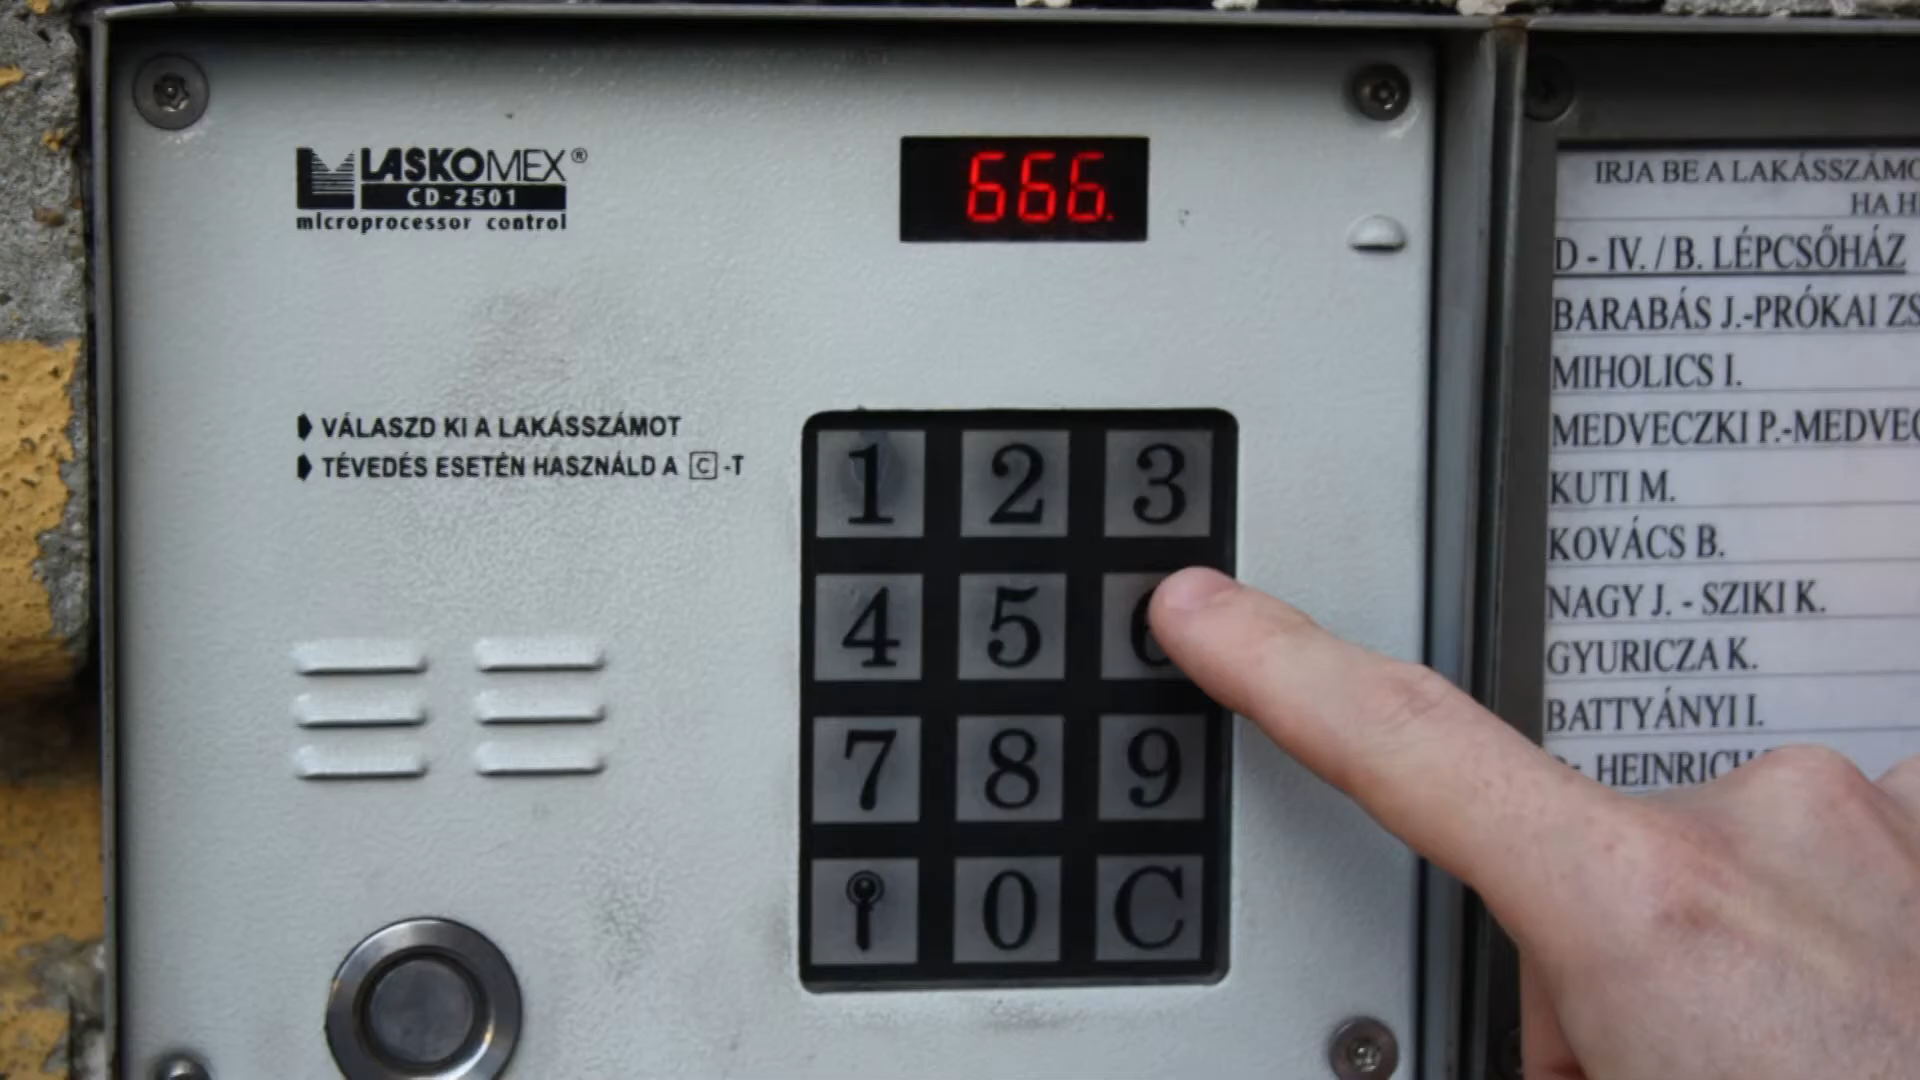 LASKOMEX®
CD-2501
microprocessor control
666.
VÁLASZD KI A LAKÁSSZÁMOT
TÉVEDÉS ESETÉN HASZNÁLD A C -T
1 2 3
4 5 6
7 8 9
0 C
IRJA BE A LAKÁSSZÁMO
HA H
D - IV. / B. LÉPCSŐHÁZ
BARABÁS J.-PRÓKAI ZS
MIHOLICS I.
MEDVECZKI P.-MEDVEC
KUTI M.
KOVÁCS B.
NAGY J. - SZIKI K.
GYURICZA K.
BATTYÁNYI I.
HEINRICH